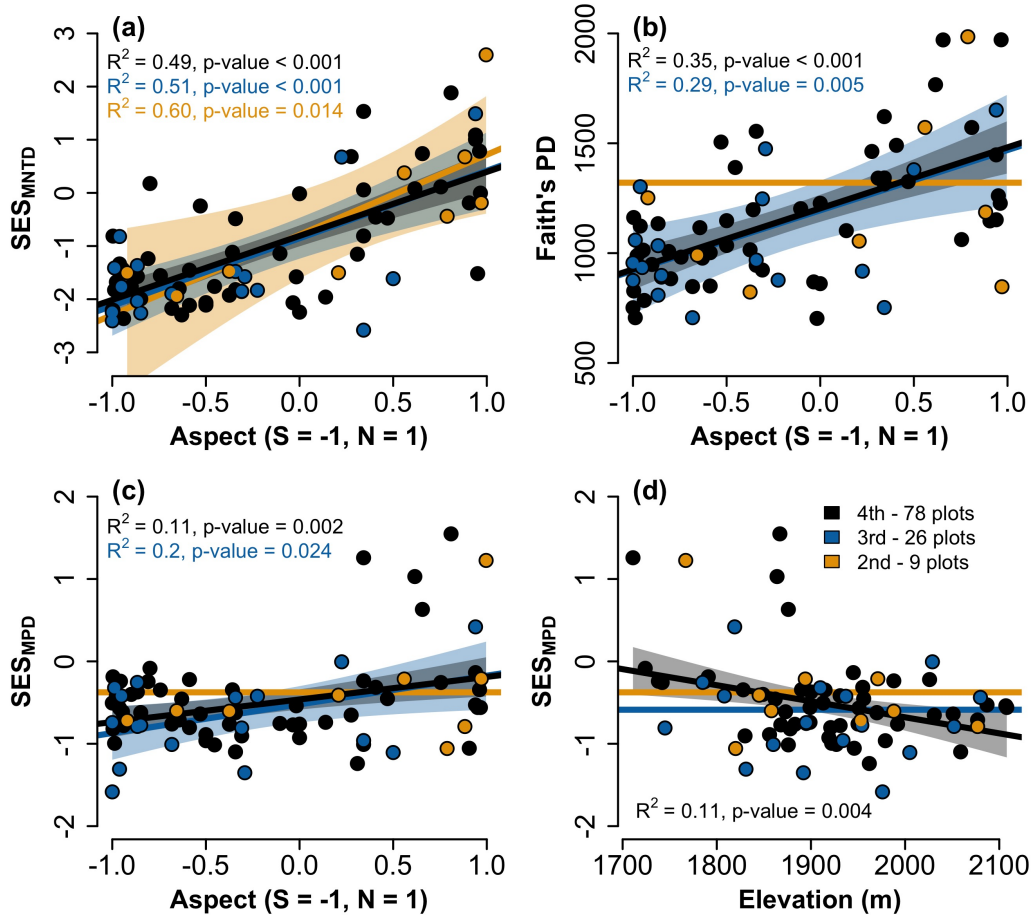 (a)
R² = 0.49, p-value < 0.001
R² = 0.51, p-value < 0.001
R² = 0.60, p-value = 0.014
SES_MNTD
3
2
1
0
-1
-2
-3
-1.0 -0.5 0.0 0.5 1.0
Aspect (S = -1, N = 1)
(b)
R² = 0.35, p-value < 0.001
R² = 0.29, p-value = 0.005
Faith's PD
2000
1500
1000
500
-1.0 -0.5 0.0 0.5 1.0
Aspect (S = -1, N = 1)
(c)
R² = 0.11, p-value = 0.002
R² = 0.2, p-value = 0.024
SES_MPD
2
1
0
-1
-2
-1.0 -0.5 0.0 0.5 1.0
Aspect (S = -1, N = 1)
(d)
4th - 78 plots
3rd - 26 plots
2nd - 9 plots
SES_MPD
2
1
0
-1
-2
R² = 0.11, p-value = 0.004
1700 1800 1900 2000 2100
Elevation (m)